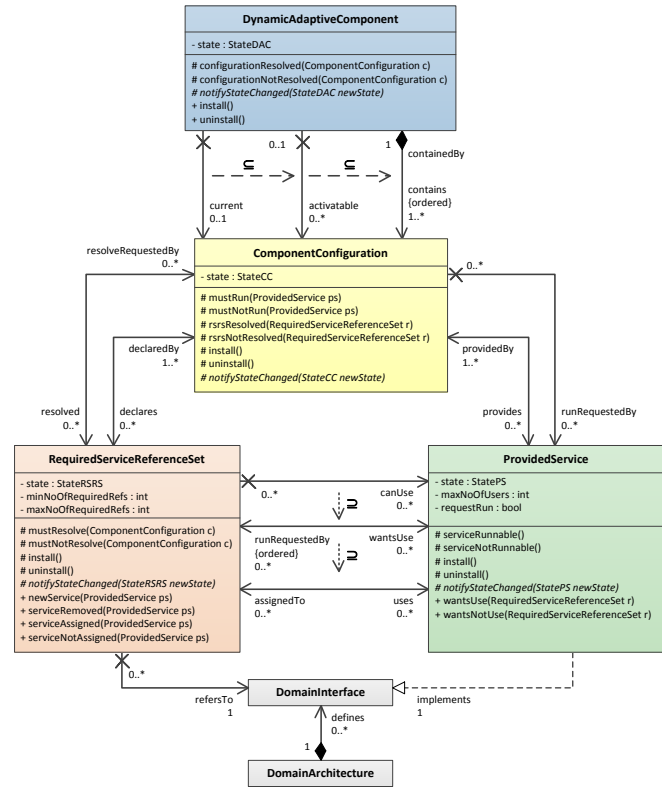 DynamicAdaptiveComponent
- state : StateDAC
# configurationResolved(ComponentConfiguration c)
# configurationNotResolved(ComponentConfiguration c)
# notifyStateChanged(StateDAC newState)
+ install()
+ uninstall()
0..1
1
containedBy
⊆
⊆
current
0..1
activatable
0..*
contains
{ordered}
1..*
resolveRequestedBy
0..*
ComponentConfiguration
- state : StateCC
# mustRun(ProvidedService ps)
# mustNotRun(ProvidedService ps)
# rsrsResolved(RequiredServiceReferenceSet r)
# rsrsNotResolved(RequiredServiceReferenceSet r)
# install()
# uninstall()
# notifyStateChanged(StateCC newState)
0..*
declaredBy
1..*
providedBy
1..*
resolved
0..*
declares
0..*
provides
0..*
runRequestedBy
0..*
RequiredServiceReferenceSet
- state : StateRSRS
- minNoOfRequiredRefs : int
- maxNoOfRequiredRefs : int
# mustResolve(ComponentConfiguration c)
# mustNotResolve(ComponentConfiguration c)
# install()
# uninstall()
# notifyStateChanged(StateRSRS newState)
+ newService(ProvidedService ps)
+ serviceRemoved(ProvidedService ps)
+ serviceAssigned(ProvidedService ps)
+ serviceNotAssigned(ProvidedService ps)
0..*
canUse
0..*
⊇
runRequestedBy
{ordered}
0..*
wantsUse
0..*
⊇
assignedTo
0..*
uses
0..*
ProvidedService
- state : StatePS
- maxNoOfUsers : int
- requestRun : bool
# serviceRunnable()
# serviceNotRunnable()
# install()
# uninstall()
# notifyStateChanged(StatePS newState)
+ wantsUse(RequiredServiceReferenceSet r)
+ wantsNotUse(RequiredServiceReferenceSet r)
0..*
refersTo
1
DomainInterface
implements
1
defines
0..*
1
DomainArchitecture